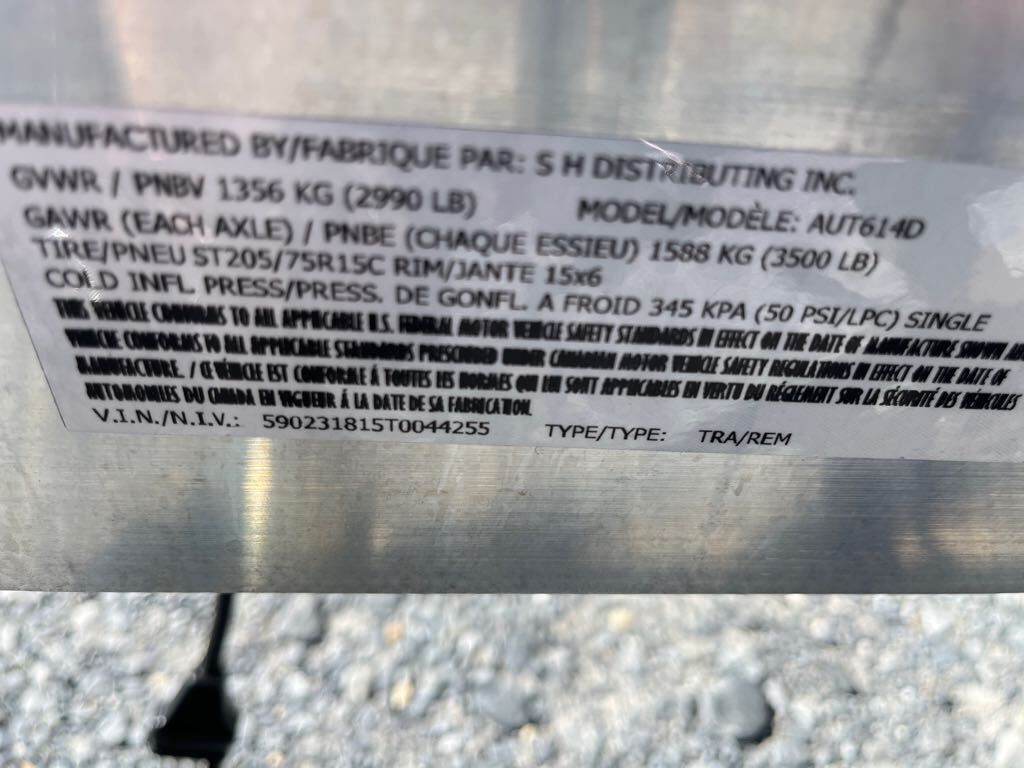 MANUFACTURED BY/FABRIQUE PAR: S H DISTRIBUTING INC.
GVWR / PNBV 1356 KG (2990 LB) MODEL/MODÈLE: AUT614D
GAWR (EACH AXLE) / PNBE (CHAQUE ESSIEU) 1588 KG (3500 LB)
TIRE/PNEU ST205/75R15C RIM/JANTE 15x6
COLD INFL. PRESS/PRESS. DE GONFL. A FROID 345 KPA (50 PSI/LPC) SINGLE
THIS VEHICLE CONFORMS TO ALL APPLICABLE U.S. FEDERAL MOTOR VEHICLE SAFETY STANDARDS IN EFFECT ON THE DATE OF MANUFACTURE SHOWN
VEHICLE CONFORMS TO ALL APPLICABLE STANDARDS PRESCRIBED UNDER CANADIAN MOTOR VEHICLE SAFETY REGULATIONS IN EFFECT ON THE DATE OF
MANUFACTURE. / CE VÉHICLE EST CONFORME À TOUTES LES NORMES QUI LUI SONT APPLICABLES EN VERTU DU RÈGLEMENT SUR LA SÉCURITÉ DES VÉHICULES
AUTOMOBILES DU CANADA EN VIGUEUR À LA DATE DE SA FABRICATION.
V.I.N./N.I.V.: 590231815T0044255 TYPE/TYPE: TRA/REM